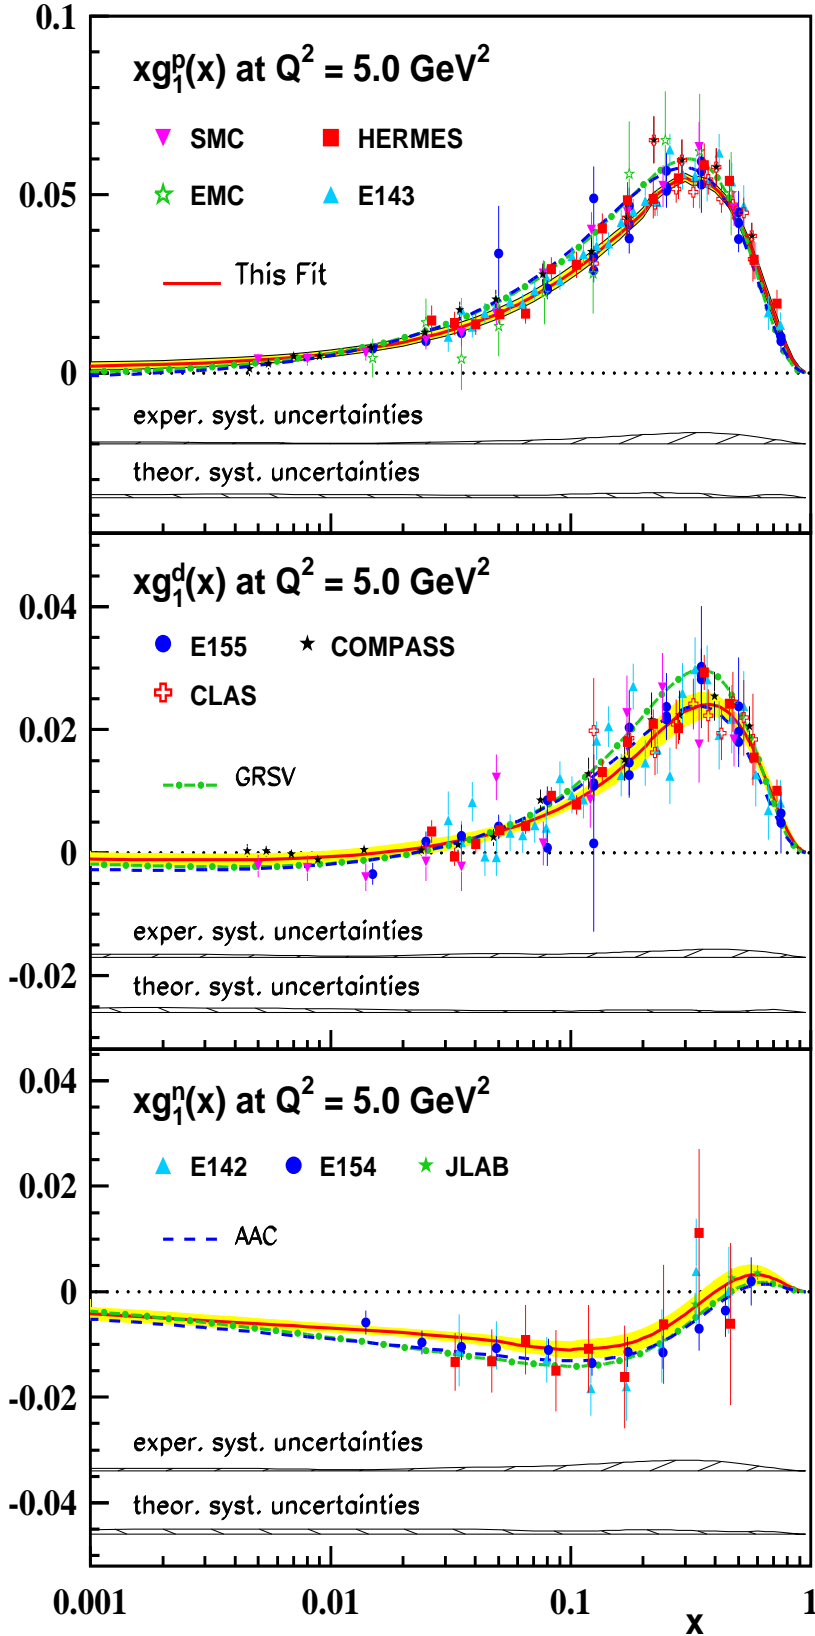 0.1
xg₁ᵖ(x) at Q² = 5.0 GeV²
SMC HERMES
EMC E143
0.05
This Fit
0
exper. syst. uncertainties
theor. syst. uncertainties
xg₁ᵈ(x) at Q² = 5.0 GeV²
0.04
E155 COMPASS
CLAS
0.02
GRSV
0
exper. syst. uncertainties
-0.02
theor. syst. uncertainties
0.04
xg₁ⁿ(x) at Q² = 5.0 GeV²
E142 E154 JLAB
0.02
AAC
0
-0.02
exper. syst. uncertainties
-0.04
theor. syst. uncertainties
0.001 0.01 0.1 1
x